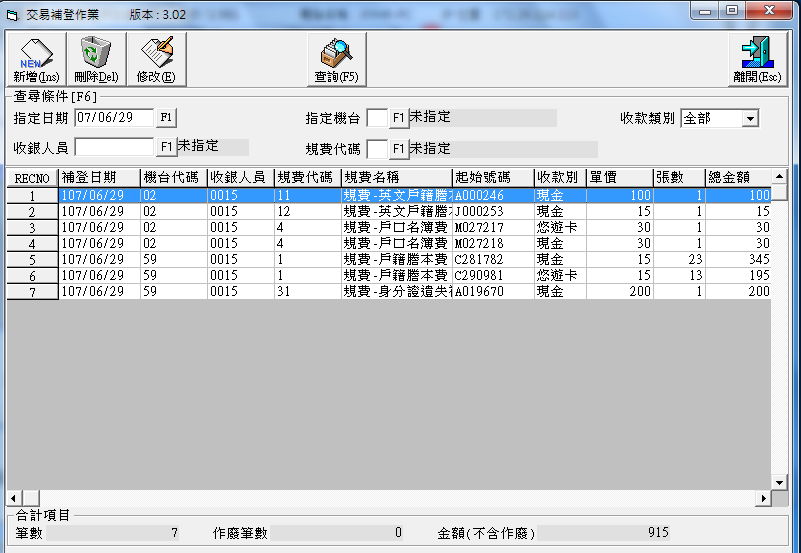 交易補登作業 版本 : 3.02
NEW
新增(Ins) 刪除Del) 修改(E) 查詢(F5) 離開(Esc)
查尋條件[F6]
指定日期 07/06/29 F1 指定機台 F1 未指定 收款類別 全部
收銀人員 F1 未指定 規費代碼 F1 未指定
RECNO 補登日期 機台代碼 收銀人員 規費代碼 規費名稱 起始號碼 收款別 單價 張數 總金額
1 107/06/29 02 0015 11 規費-英文戶籍謄 A000246 現金 100 1 100
2 107/06/29 02 0015 12 規費-英文戶籍謄 J000253 現金 15 1 15
3 107/06/29 02 0015 4 規費-戶口名簿費 M027217 悠遊卡 30 1 30
4 107/06/29 02 0015 4 規費-戶口名簿費 M027218 現金 30 1 30
5 107/06/29 59 0015 1 規費-戶籍謄本費 C281782 現金 15 23 345
6 107/06/29 59 0015 1 規費-戶籍謄本費 C290981 悠遊卡 15 13 195
7 107/06/29 59 0015 31 規費-身分證遺失 A019670 現金 200 1 200
合計項目
筆數 7 作廢筆數 0 金額(不含作廢) 915